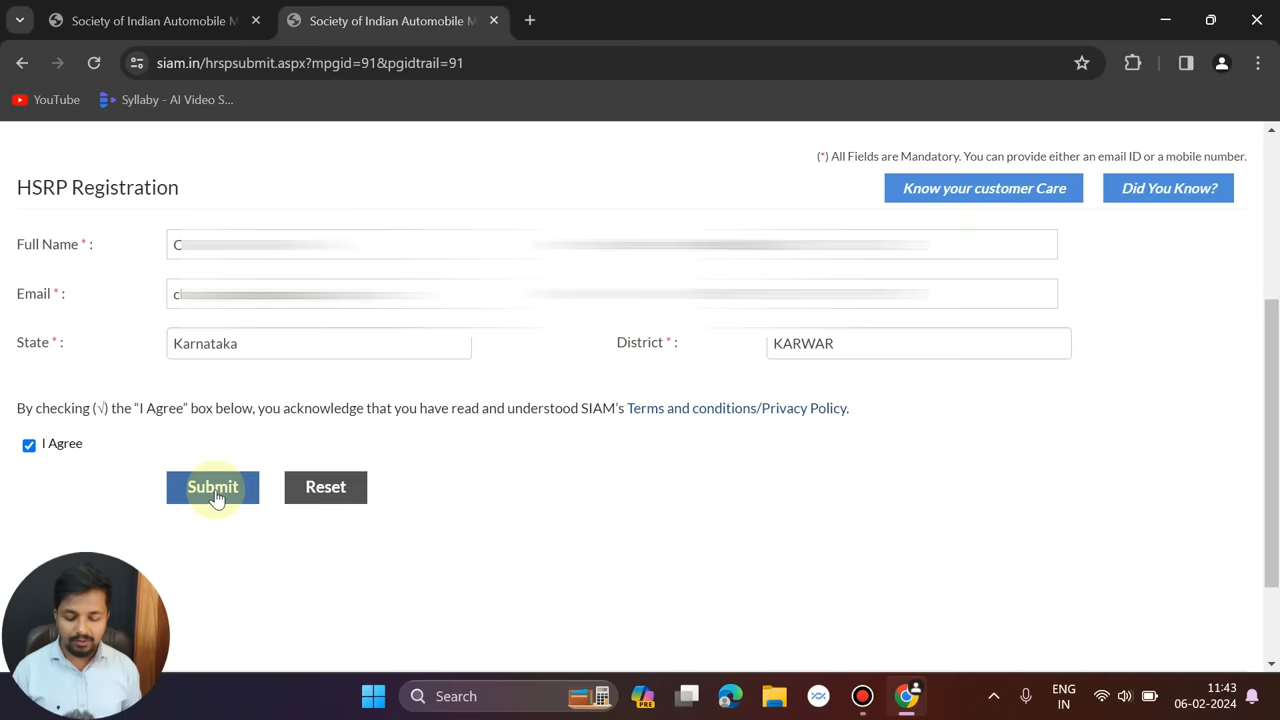 Society of Indian Automobile M
Society of Indian Automobile M
siam.in/hrspsubmit.aspx?mpgid=91&pgidtrail=91
YouTube
Syllaby - AI Video S...
(*) All Fields are Mandatory. You can provide either an email ID or a mobile number.
HSRP Registration
Know your customer Care
Did You Know?
Full Name * :
C
Email * :
State * :
Karnataka
District * :
KARWAR
By checking (√) the “I Agree” box below, you acknowledge that you have read and understood SIAM’s Terms and conditions/Privacy Policy.
I Agree
Submit
Reset
Search
PRE
ENG
IN
11:43
06-02-2024